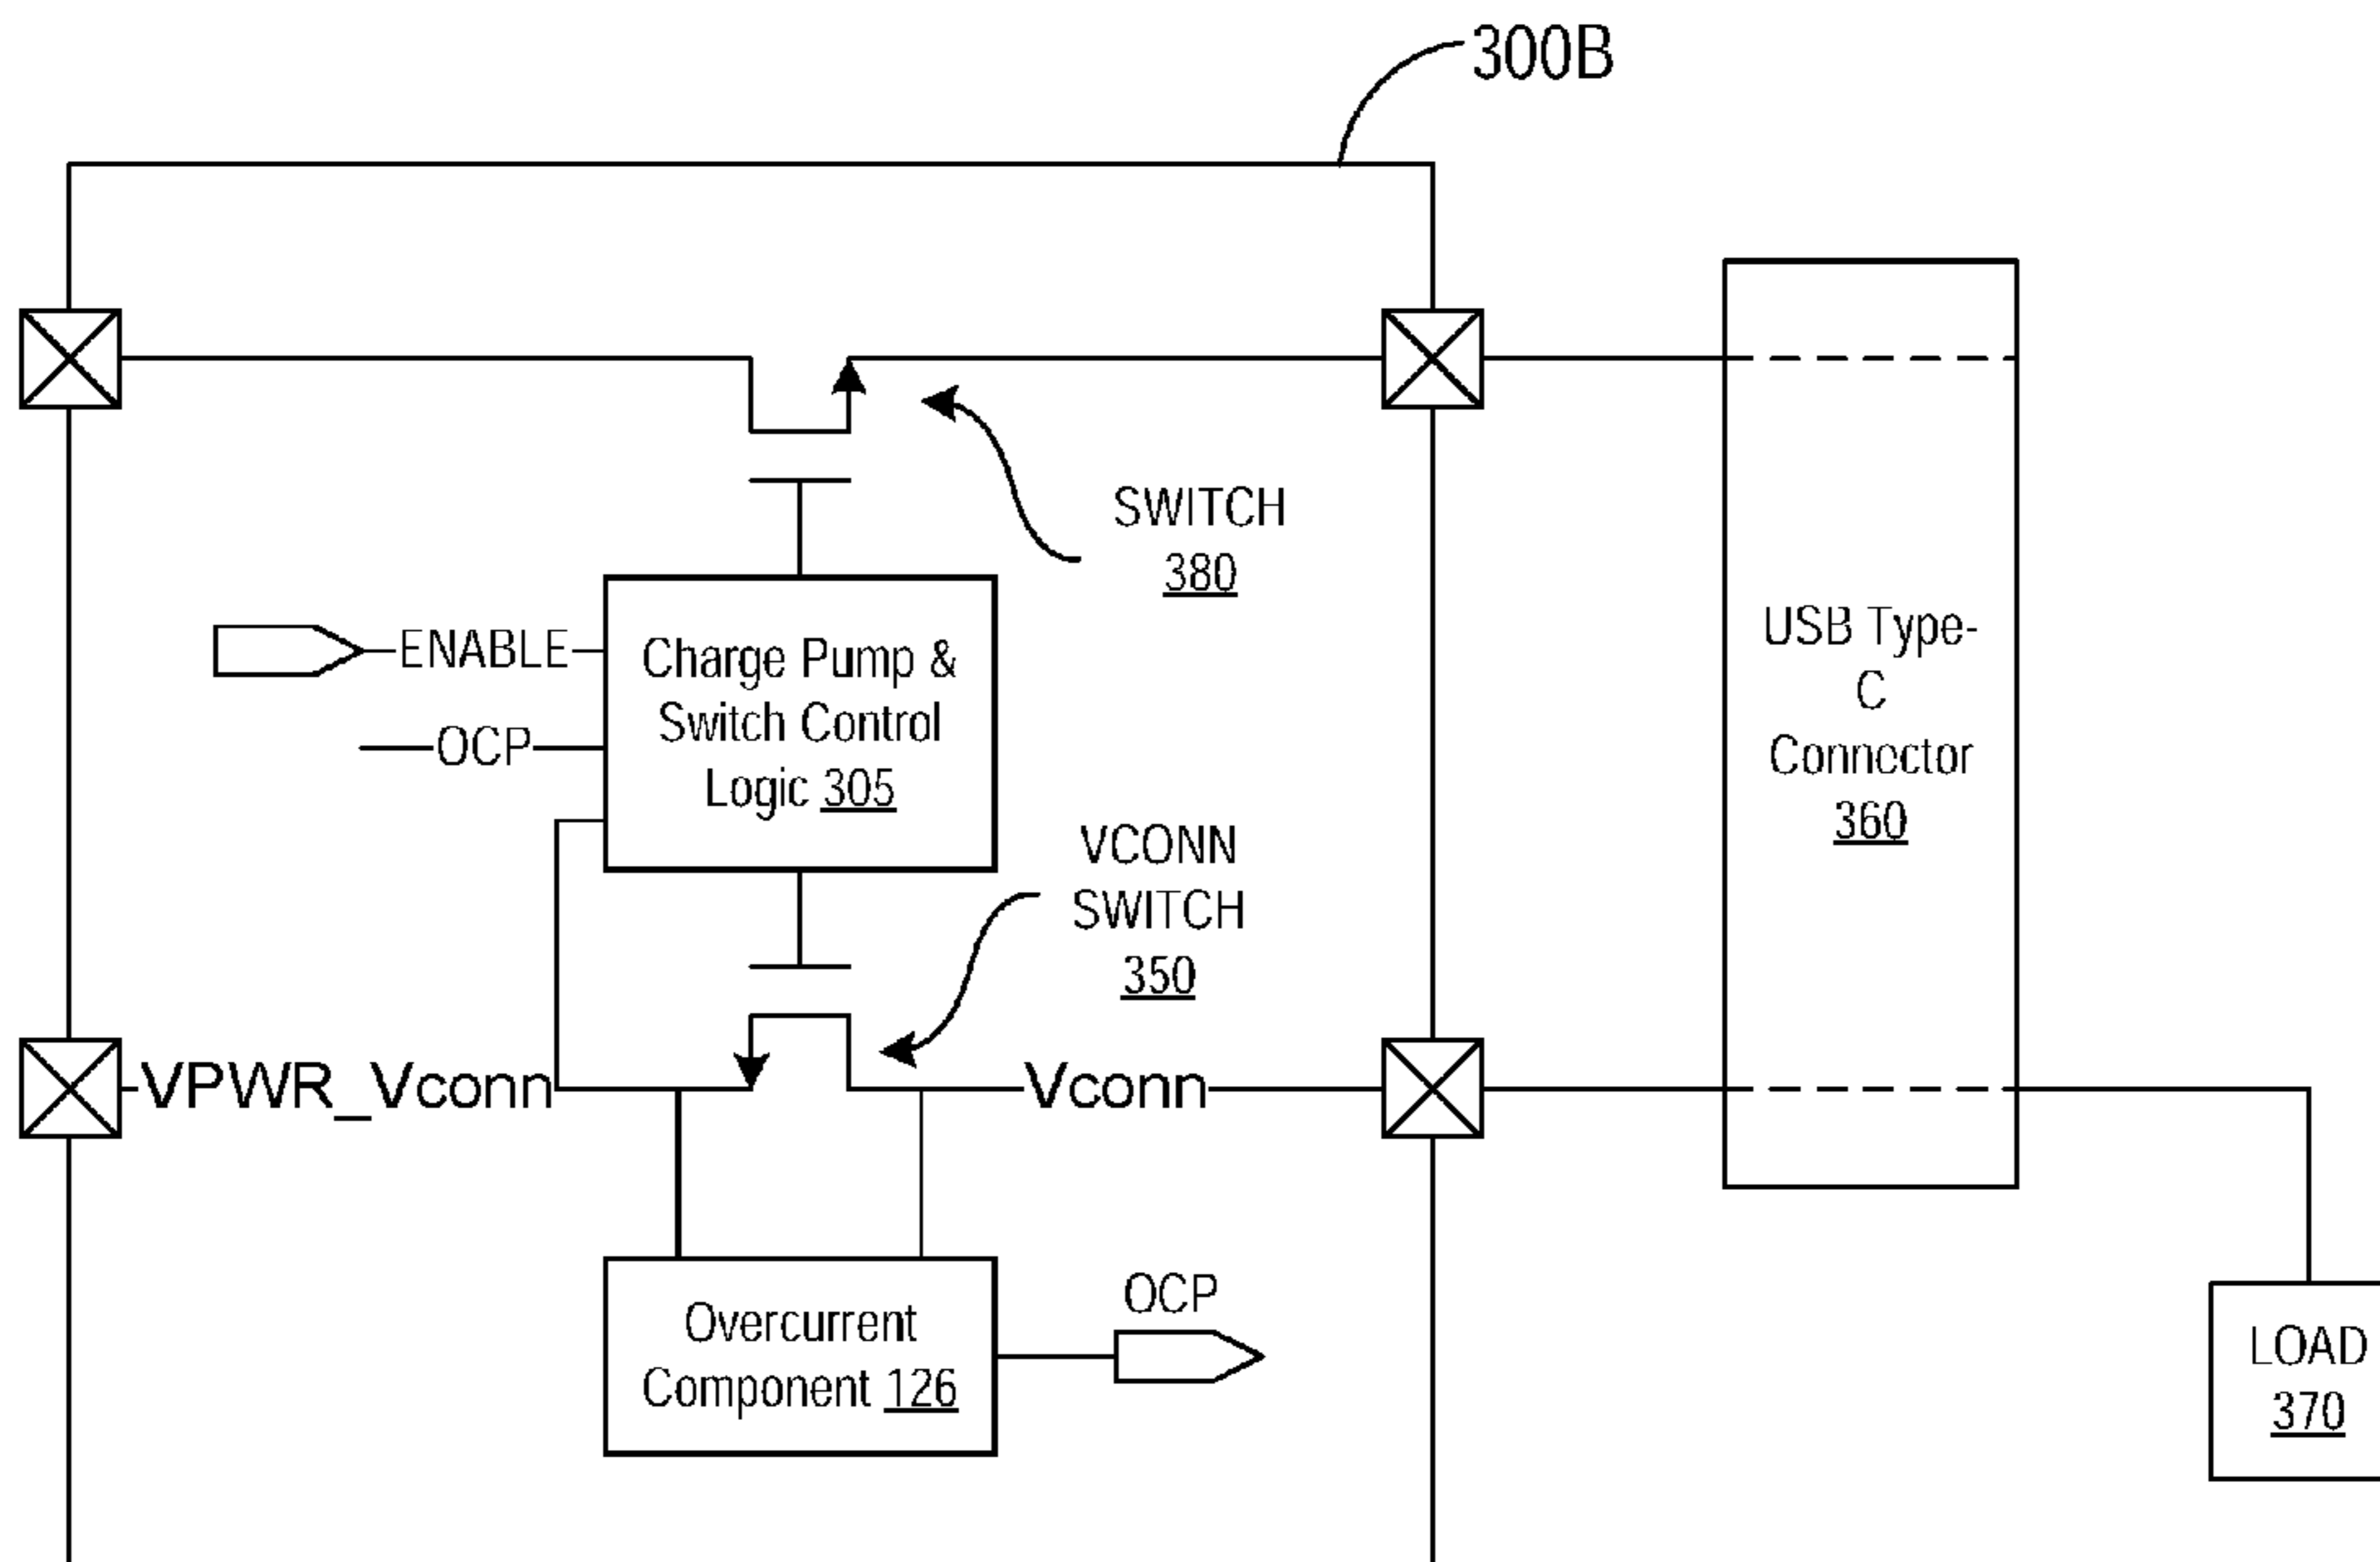 300B
SWITCH
380
ENABLE
OCP
Charge Pump &
Switch Control
Logic 305
USB Type-
C
Connector
360
VCONN
SWITCH
350
VPWR_Vconn
Vconn
Overcurrent
Component 126
OCP
LOAD
370